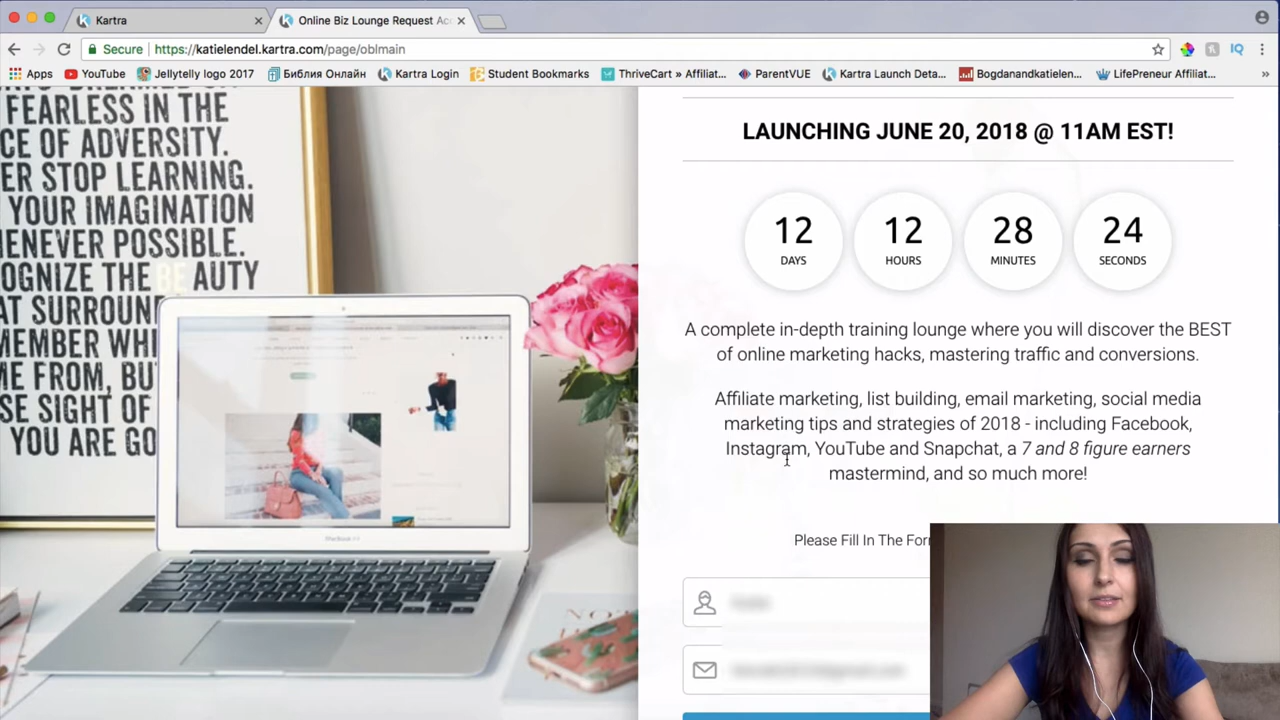 Kartra
Online Biz Lounge Request Acc
Secure
https://katielendel.kartra.com/page/oblmain
IQ
Apps
YouTube
Jellytelly logo 2017
Библия Онлайн
Kartra Login
Student Bookmarks
ThriveCart » Affiliat...
ParentVUE
Kartra Launch Deta...
Bogdanandkatielen...
LifePreneur Affiliat...
»
FEARLESS IN THE
CE OF ADVERSITY.
ER STOP LEARNING.
YOUR IMAGINATION
ENEVER POSSIBLE.
OGNIZE THE BE AUTY
AT SURROUN
MEMBER WH
ME FROM, BU
SE SIGHT OF
YOU ARE GO
MacBook Air
LAUNCHING JUNE 20, 2018 @ 11AM EST!
12
DAYS
12
HOURS
28
MINUTES
24
SECONDS
A complete in-depth training lounge where you will discover the BEST
of online marketing hacks, mastering traffic and conversions.
Affiliate marketing, list building, email marketing, social media
marketing tips and strategies of 2018 - including Facebook,
Instagram, YouTube and Snapchat, a 7 and 8 figure earners
mastermind, and so much more!
Please Fill In The For